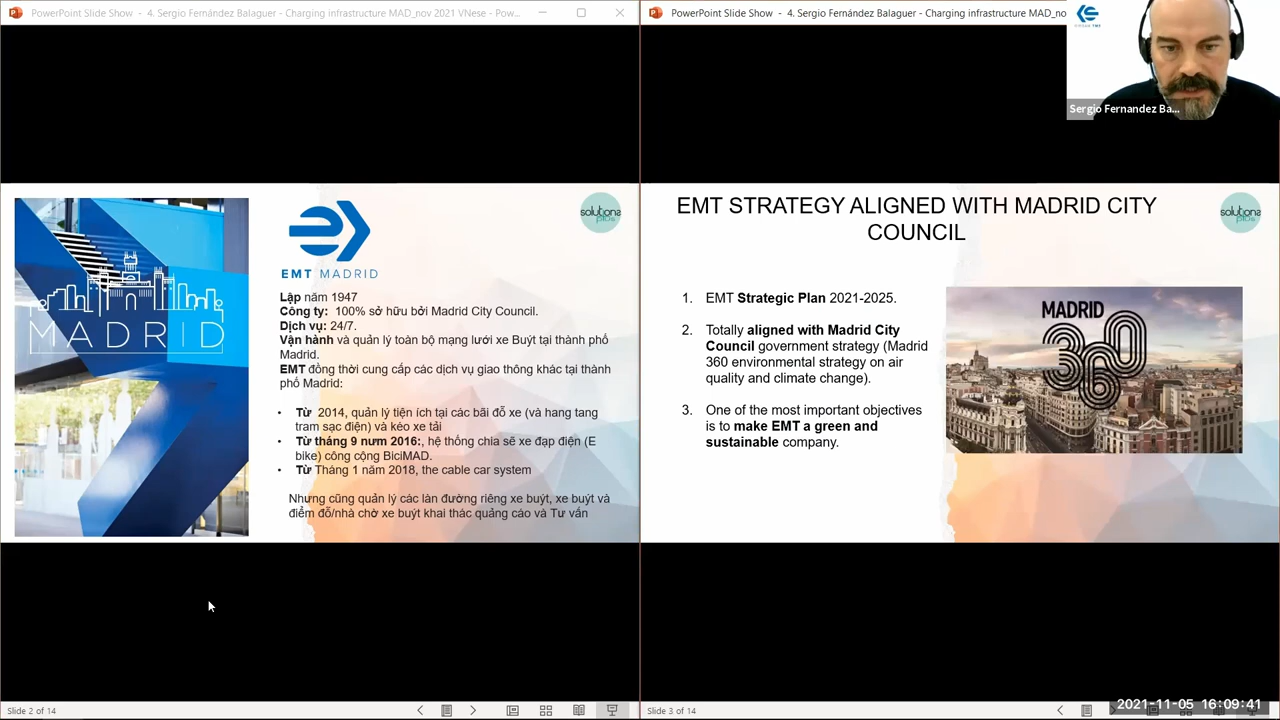 PowerPoint Slide Show - 4. Sergio Fernández Balaguer - Charging infrastructure MAD_nov 2021 VNese - Pow...
PowerPoint Slide Show - 4. Sergio Fernández Balaguer - Charging infrastructure MAD_no
Sergio Fernandez Ba...
MADRID
EMT MADRID
solutions
plus
Lập năm 1947
Công ty: 100% sở hữu bởi Madrid City Council.
Dịch vụ: 24/7.
Vận hành và quản lý toàn bộ mạng lưới xe Buýt tại thành phố
Madrid.
EMT đồng thời cung cấp các dịch vụ giao thông khác tại thành
phố Madrid:
• Từ 2014, quản lý tiện ích tại các bãi đỗ xe (và hang tang
tram sạc điện) và kéo xe tải
• Từ tháng 9 nưm 2016:, hệ thống chia sẽ xe đạp điện (E
bike) công cộng BiciMAD.
• Từ Tháng 1 năm 2018, the cable car system
Nhưng cũng quản lý các làn đường riêng xe buýt, xe buýt và
điểm đỗ/nhà chờ xe buýt khai thác quảng cáo và Tư vấn
Slide 2 of 14
EMT STRATEGY ALIGNED WITH MADRID CITY
COUNCIL
solutions
plus
1. EMT Strategic Plan 2021-2025.
2. Totally aligned with Madrid City
Council government strategy (Madrid
360 environmental strategy on air
quality and climate change).
3. One of the most important objectives
is to make EMT a green and
sustainable company.
MADRID
360
Slide 3 of 14
2021-11-05 16:09:41